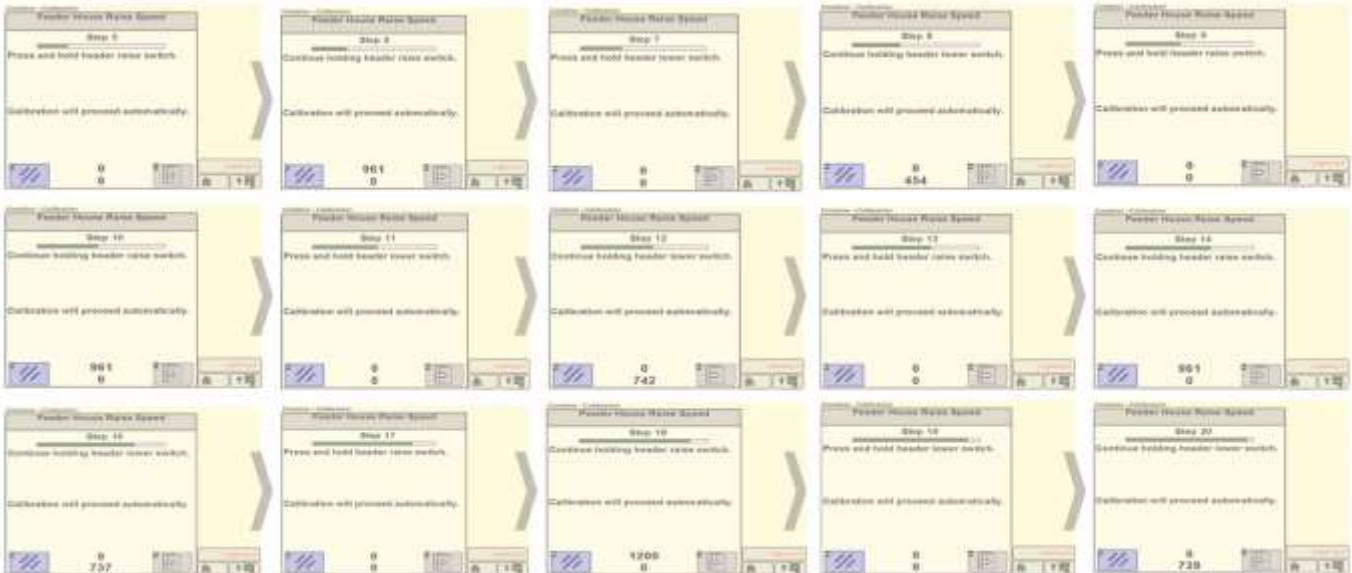 Feeder House Raise Speed
Step 5
Press and hold header raise switch.
Calibration will proceed automatically.
0
0
Feeder House Raise Speed
Step 6
Continue holding header raise switch.
Calibration will proceed automatically.
961
0
Feeder House Raise Speed
Step 7
Press and hold header lower switch.
Calibration will proceed automatically.
0
0
Feeder House Raise Speed
Step 8
Continue holding header lower switch.
Calibration will proceed automatically.
0
454
Feeder House Raise Speed
Step 9
Press and hold header raise switch.
Calibration will proceed automatically.
0
0
Feeder House Raise Speed
Step 10
Continue holding header raise switch.
Calibration will proceed automatically.
961
0
Feeder House Raise Speed
Step 11
Press and hold header lower switch.
Calibration will proceed automatically.
0
0
Feeder House Raise Speed
Step 12
Continue holding header lower switch.
Calibration will proceed automatically.
0
742
Feeder House Raise Speed
Step 13
Press and hold header raise switch.
Calibration will proceed automatically.
0
0
Feeder House Raise Speed
Step 14
Continue holding header raise switch.
Calibration will proceed automatically.
961
0
Feeder House Raise Speed
Step 16
Continue holding header lower switch.
Calibration will proceed automatically.
0
737
Feeder House Raise Speed
Step 17
Press and hold header raise switch.
Calibration will proceed automatically.
0
0
Feeder House Raise Speed
Step 18
Continue holding header raise switch.
Calibration will proceed automatically.
1200
0
Feeder House Raise Speed
Step 19
Press and hold header lower switch.
Calibration will proceed automatically.
0
0
Feeder House Raise Speed
Step 20
Continue holding header lower switch.
Calibration will proceed automatically.
0
739